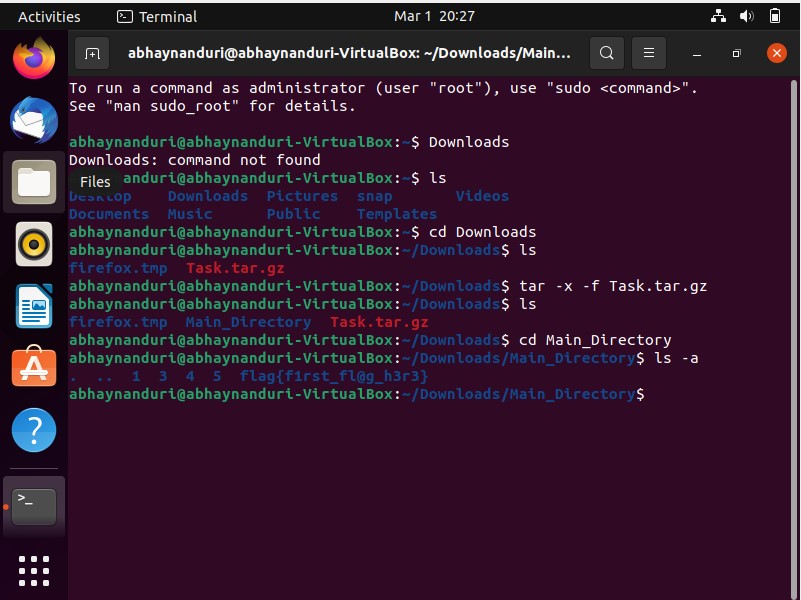 Activities Terminal Mar 1 20:27
abhaynanduri@abhaynanduri-VirtualBox: ~/Downloads/Main...
To run a command as administrator (user "root"), use "sudo <command>".
See "man sudo_root" for details.
abhaynanduri@abhaynanduri-VirtualBox:~$ Downloads
Downloads: command not found
anduri@abhaynanduri-VirtualBox:~$ ls
Files
Desktop Downloads Pictures snap Videos
Documents Music Public Templates
abhaynanduri@abhaynanduri-VirtualBox:~$ cd Downloads
abhaynanduri@abhaynanduri-VirtualBox:~/Downloads$ ls
firefox.tmp Task.tar.gz
abhaynanduri@abhaynanduri-VirtualBox:~/Downloads$ tar -x -f Task.tar.gz
abhaynanduri@abhaynanduri-VirtualBox:~/Downloads$ ls
firefox.tmp Main_Directory Task.tar.gz
abhaynanduri@abhaynanduri-VirtualBox:~/Downloads$ cd Main_Directory
abhaynanduri@abhaynanduri-VirtualBox:~/Downloads/Main_Directory$ ls -a
. .. 1 3 4 5 flag{f1rst_fl@g_h3r3}
abhaynanduri@abhaynanduri-VirtualBox:~/Downloads/Main_Directory$